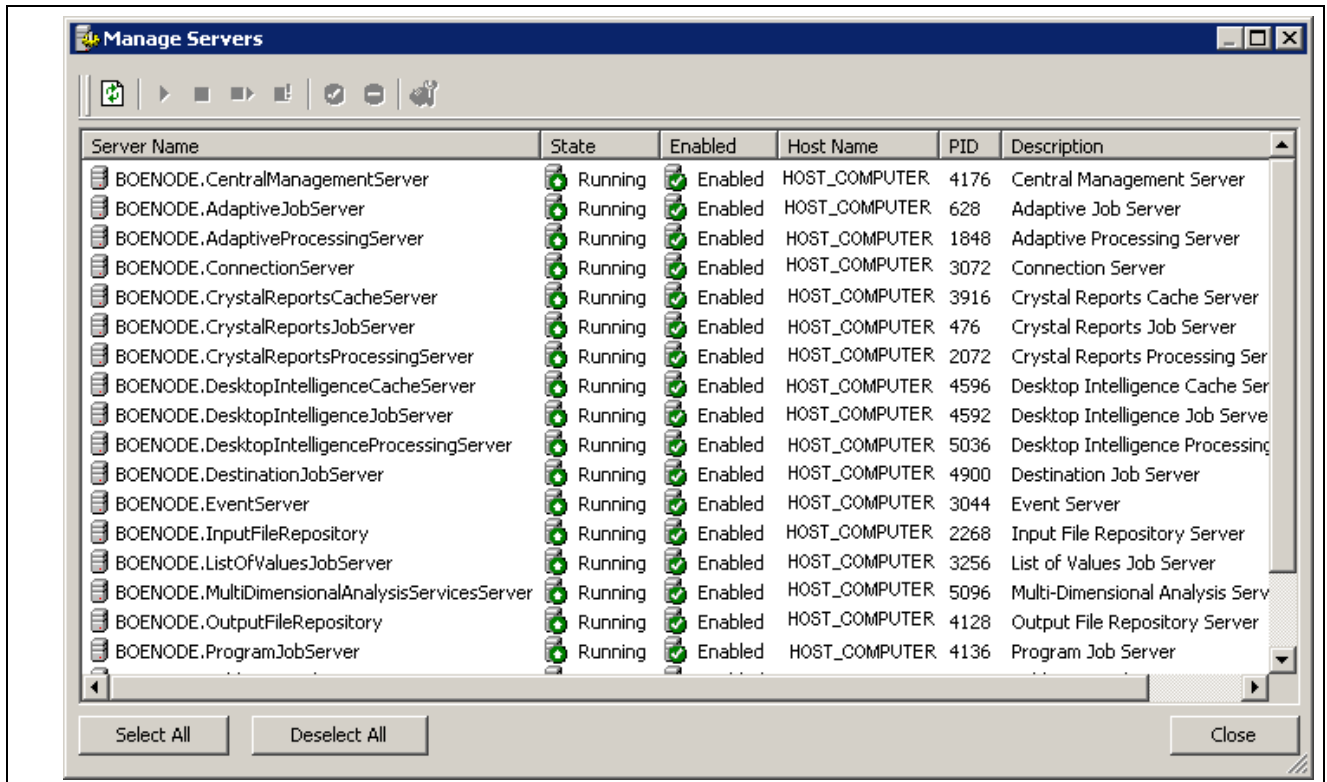 Manage Servers
Server Name State Enabled Host Name PID Description
BOENODE.CentralManagementServer Running Enabled HOST_COMPUTER 4176 Central Management Server
BOENODE.AdaptiveJobServer Running Enabled HOST_COMPUTER 628 Adaptive Job Server
BOENODE.AdaptiveProcessingServer Running Enabled HOST_COMPUTER 1848 Adaptive Processing Server
BOENODE.ConnectionServer Running Enabled HOST_COMPUTER 3072 Connection Server
BOENODE.CrystalReportsCacheServer Running Enabled HOST_COMPUTER 3916 Crystal Reports Cache Server
BOENODE.CrystalReportsJobServer Running Enabled HOST_COMPUTER 476 Crystal Reports Job Server
BOENODE.CrystalReportsProcessingServer Running Enabled HOST_COMPUTER 2072 Crystal Reports Processing Ser
BOENODE.DesktopIntelligenceCacheServer Running Enabled HOST_COMPUTER 4596 Desktop Intelligence Cache Ser
BOENODE.DesktopIntelligenceJobServer Running Enabled HOST_COMPUTER 4592 Desktop Intelligence Job Serve
BOENODE.DesktopIntelligenceProcessingServer Running Enabled HOST_COMPUTER 5036 Desktop Intelligence Processing
BOENODE.DestinationJobServer Running Enabled HOST_COMPUTER 4900 Destination Job Server
BOENODE.EventServer Running Enabled HOST_COMPUTER 3044 Event Server
BOENODE.InputFileRepository Running Enabled HOST_COMPUTER 2268 Input File Repository Server
BOENODE.ListOfValuesJobServer Running Enabled HOST_COMPUTER 3256 List of Values Job Server
BOENODE.MultiDimensionalAnalysisServicesServer Running Enabled HOST_COMPUTER 5096 Multi-Dimensional Analysis Serv
BOENODE.OutputFileRepository Running Enabled HOST_COMPUTER 4128 Output File Repository Server
BOENODE.ProgramJobServer Running Enabled HOST_COMPUTER 4136 Program Job Server
Select All Deselect All Close